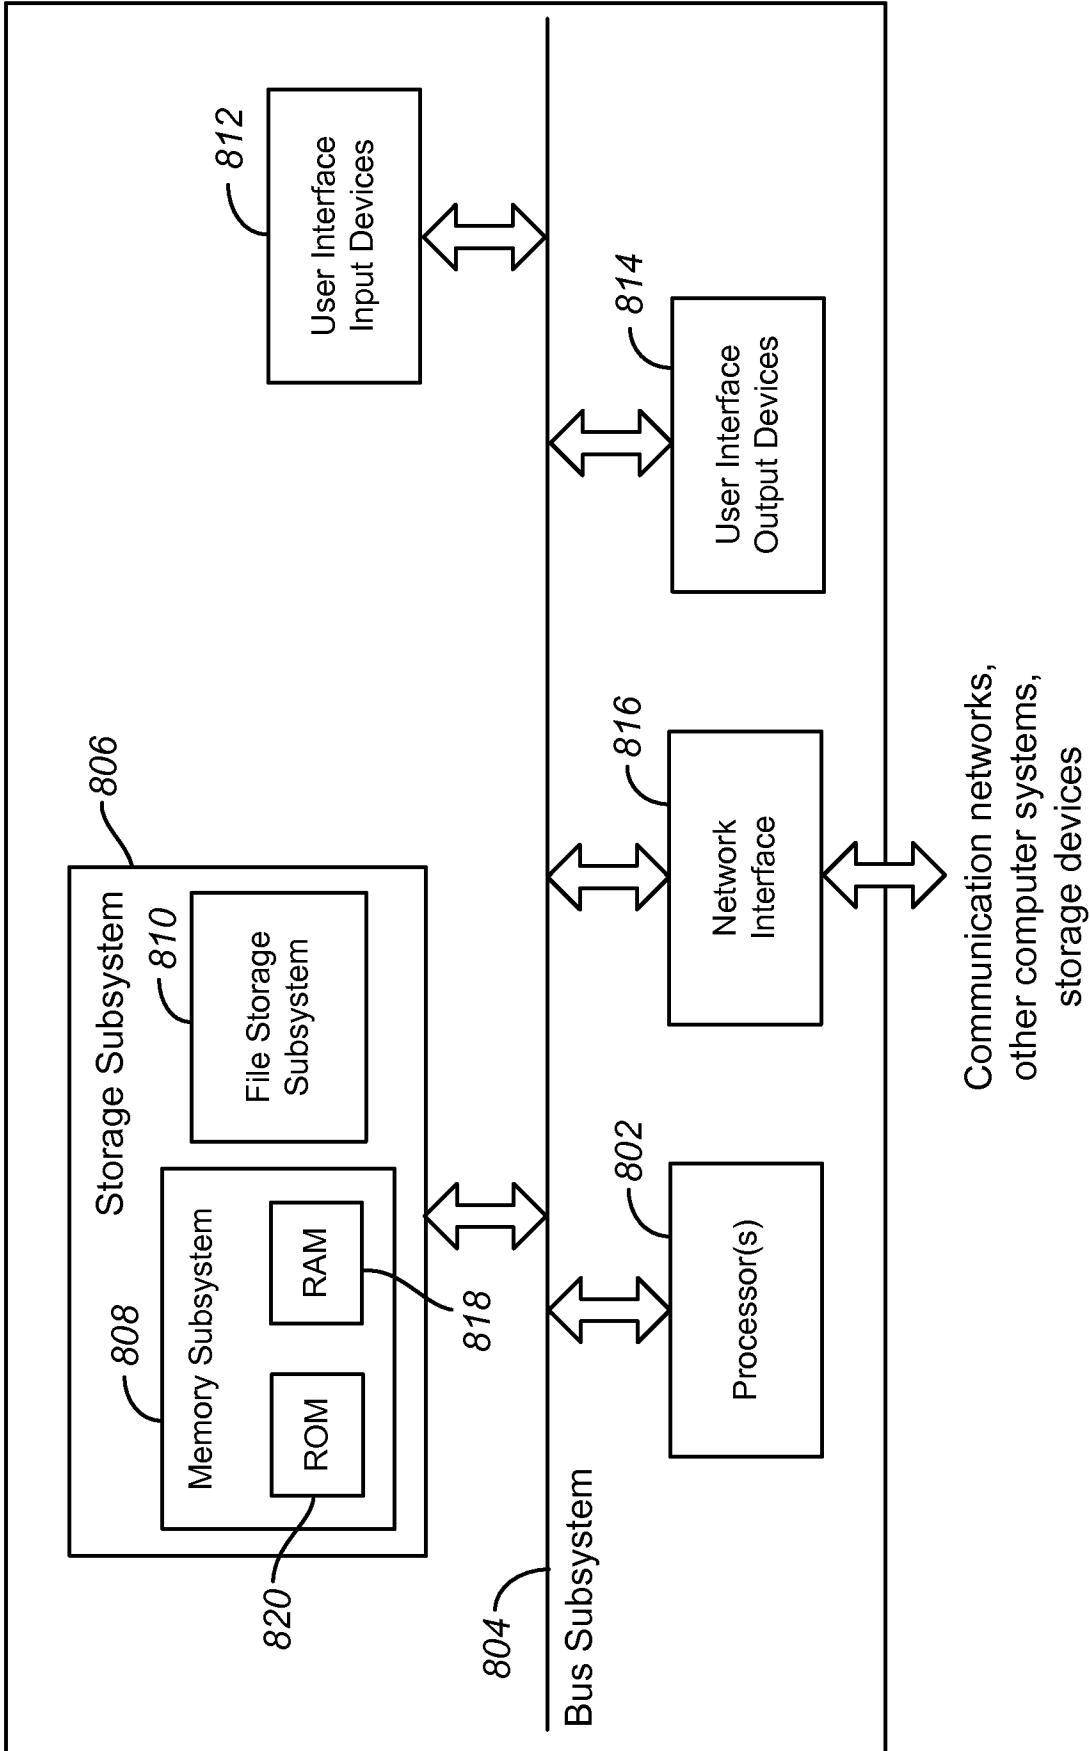 806
Storage Subsystem
808
Memory Subsystem
810
File Storage
Subsystem
820
ROM
RAM
818
812
User Interface
Input Devices
804
Bus Subsystem
802
Processor(s)
816
Network
Interface
814
User Interface
Output Devices
Communication networks,
other computer systems,
storage devices